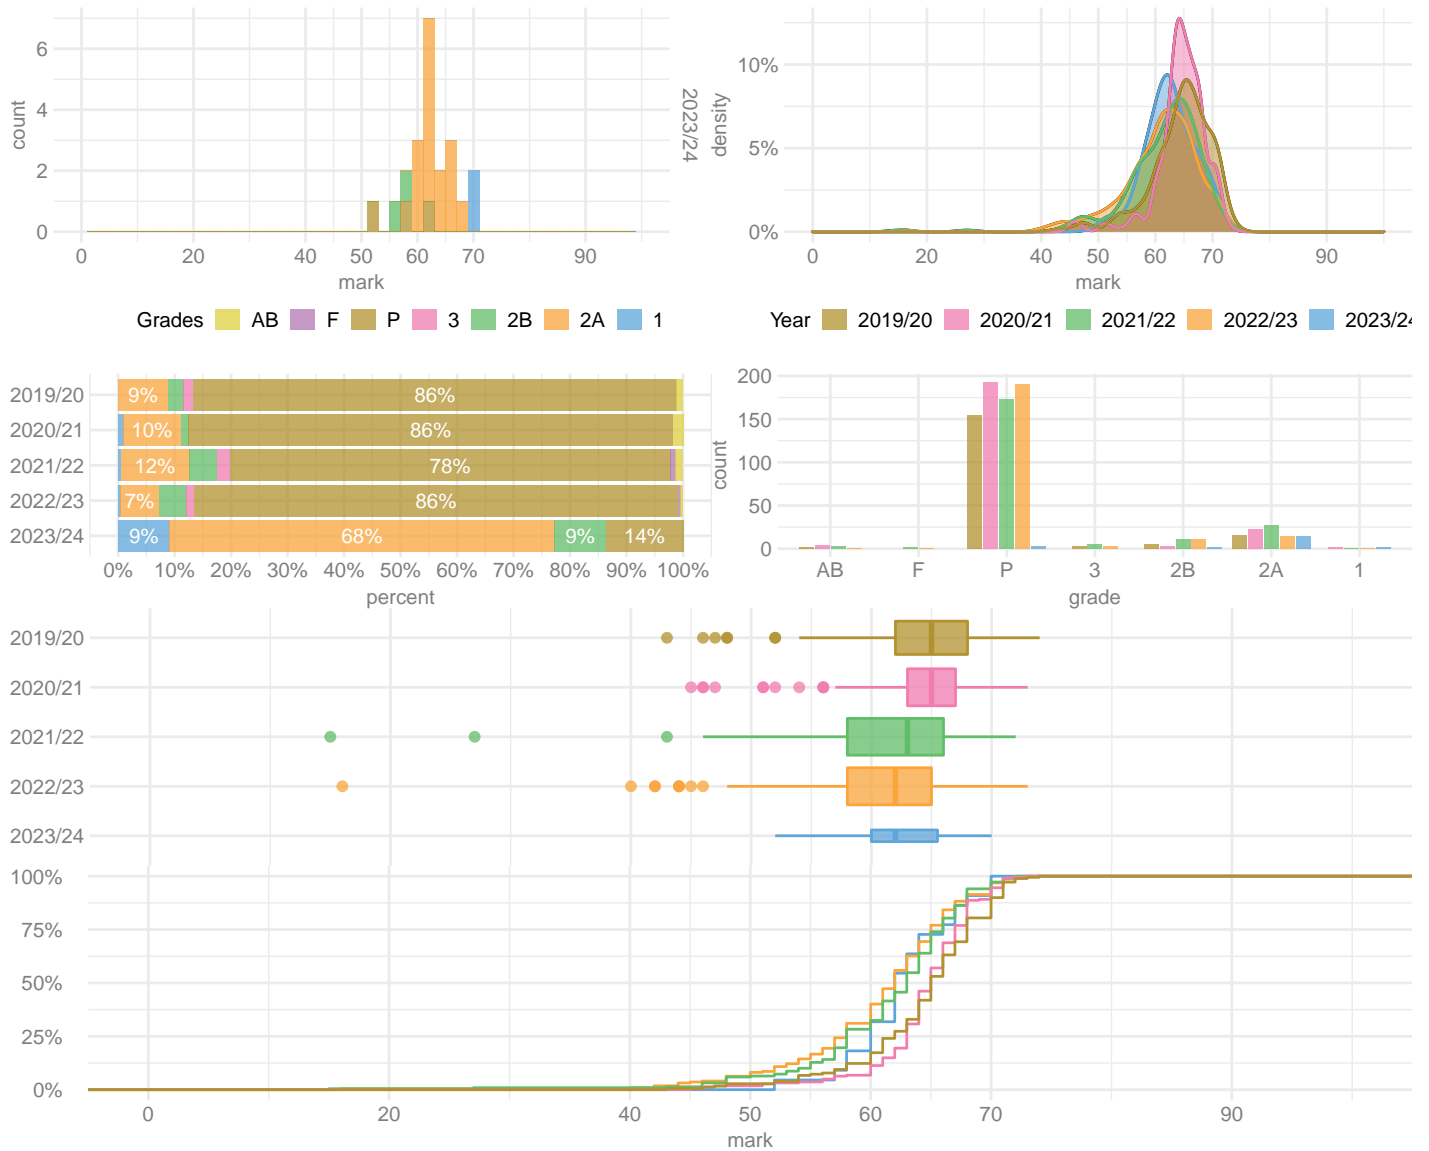 6
4
2
0
count
0 20 40 50 60 70 90
mark
2023/24
10%
5%
0%
density
0 20 40 50 60 70 90
mark
Grades AB F P 3 2B 2A 1
Year 2019/20 2020/21 2021/22 2022/23 2023/24
2019/20 9% 86%
2020/21 10% 86%
2021/22 12% 78%
2022/23 7% 86%
2023/24 9% 68% 9% 14%
0% 10% 20% 30% 40% 50% 60% 70% 80% 90% 100%
percent
200
150
100
50
0
count
AB F P 3 2B 2A 1
grade
2019/20
2020/21
2021/22
2022/23
2023/24
100%
75%
50%
25%
0%
0 20 40 50 60 70 90
mark